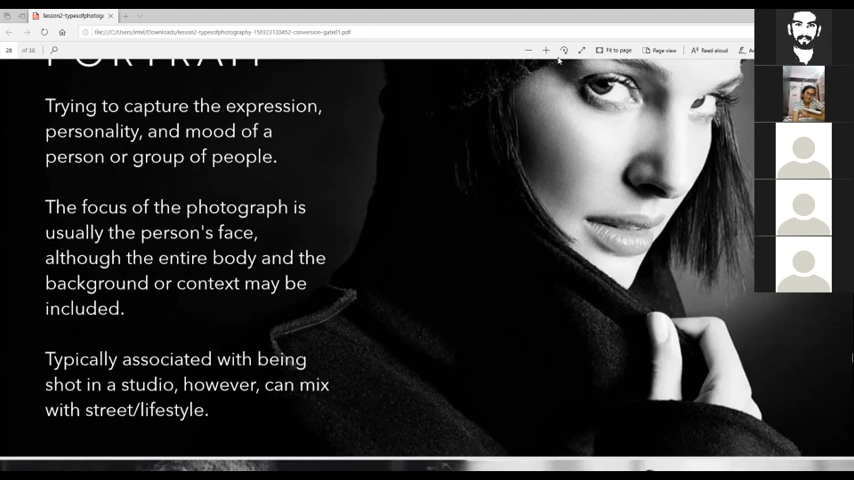 lesson2-typesofphotogr
file:///C:/Users/intel/Downloads/lesson2-typesofphotography-150323120452-conversion-gate01.pdf
28 of 38
Fit to page
Page view
Read aloud
PORTRAIT
Trying to capture the expression,
personality, and mood of a
person or group of people.
The focus of the photograph is
usually the person's face,
although the entire body and the
background or context may be
included.
Typically associated with being
shot in a studio, however, can mix
with street/lifestyle.